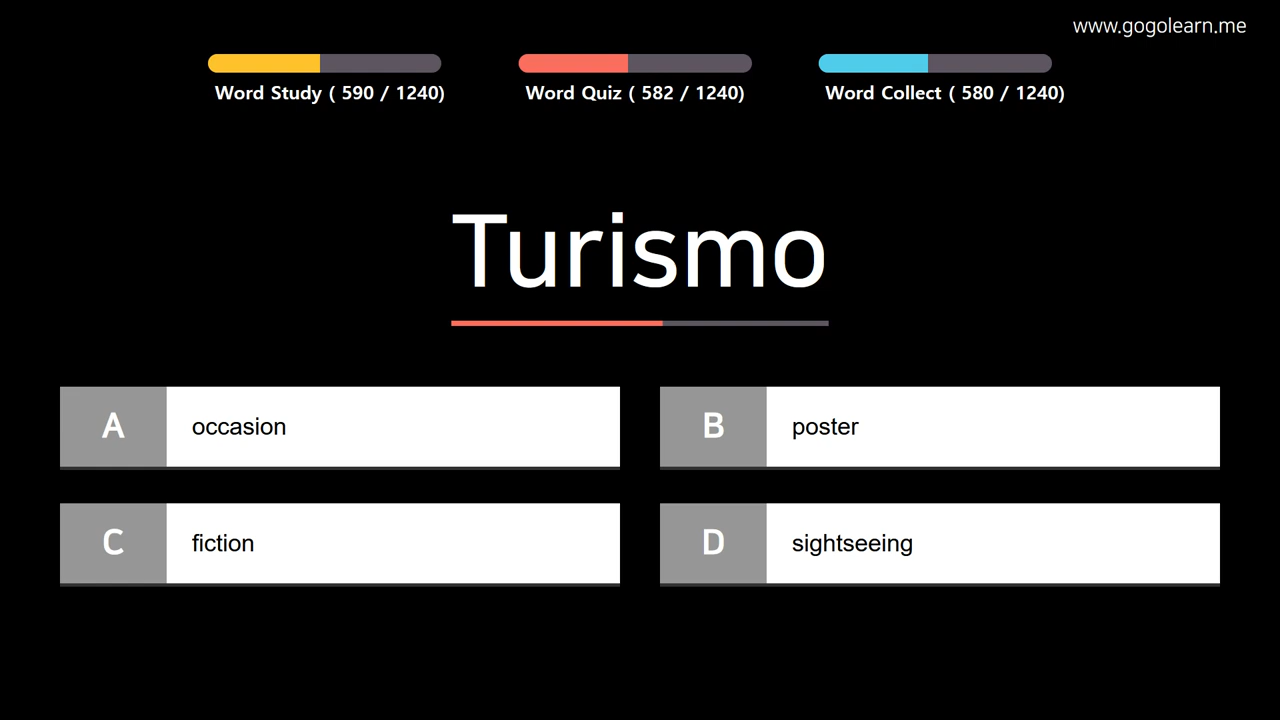 www.gogolearn.me
Word Study ( 590 / 1240)
Word Quiz ( 582 / 1240)
Word Collect ( 580 / 1240)
Turismo
A
occasion
B
poster
C
fiction
D
sightseeing